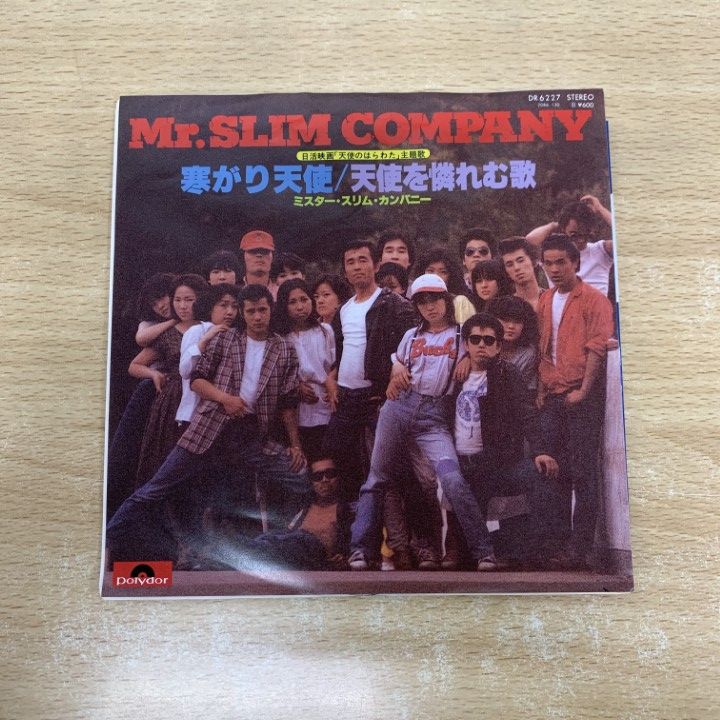 DR 6227 STEREO
¥600
Mr. SLIM COMPANY
日活映画「天使のはらわた」主題歌
寒がり天使/天使を憐れむ歌
ミスター・スリム・カンパニー
polydor